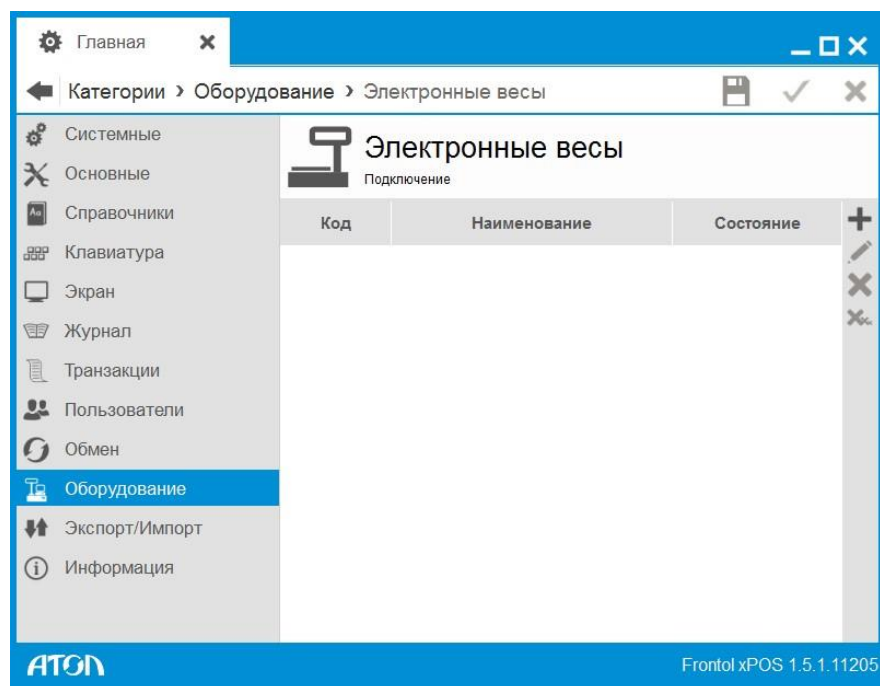 Главная
Категории › Оборудование › Электронные весы
Системные
Основные
Справочники
Клавиатура
Экран
Журнал
Транзакции
Пользователи
Обмен
Оборудование
Экспорт/Импорт
Информация
Электронные весы
Подключение
Код Наименование Состояние
АТОЛ
Frontol xPOS 1.5.1.11205